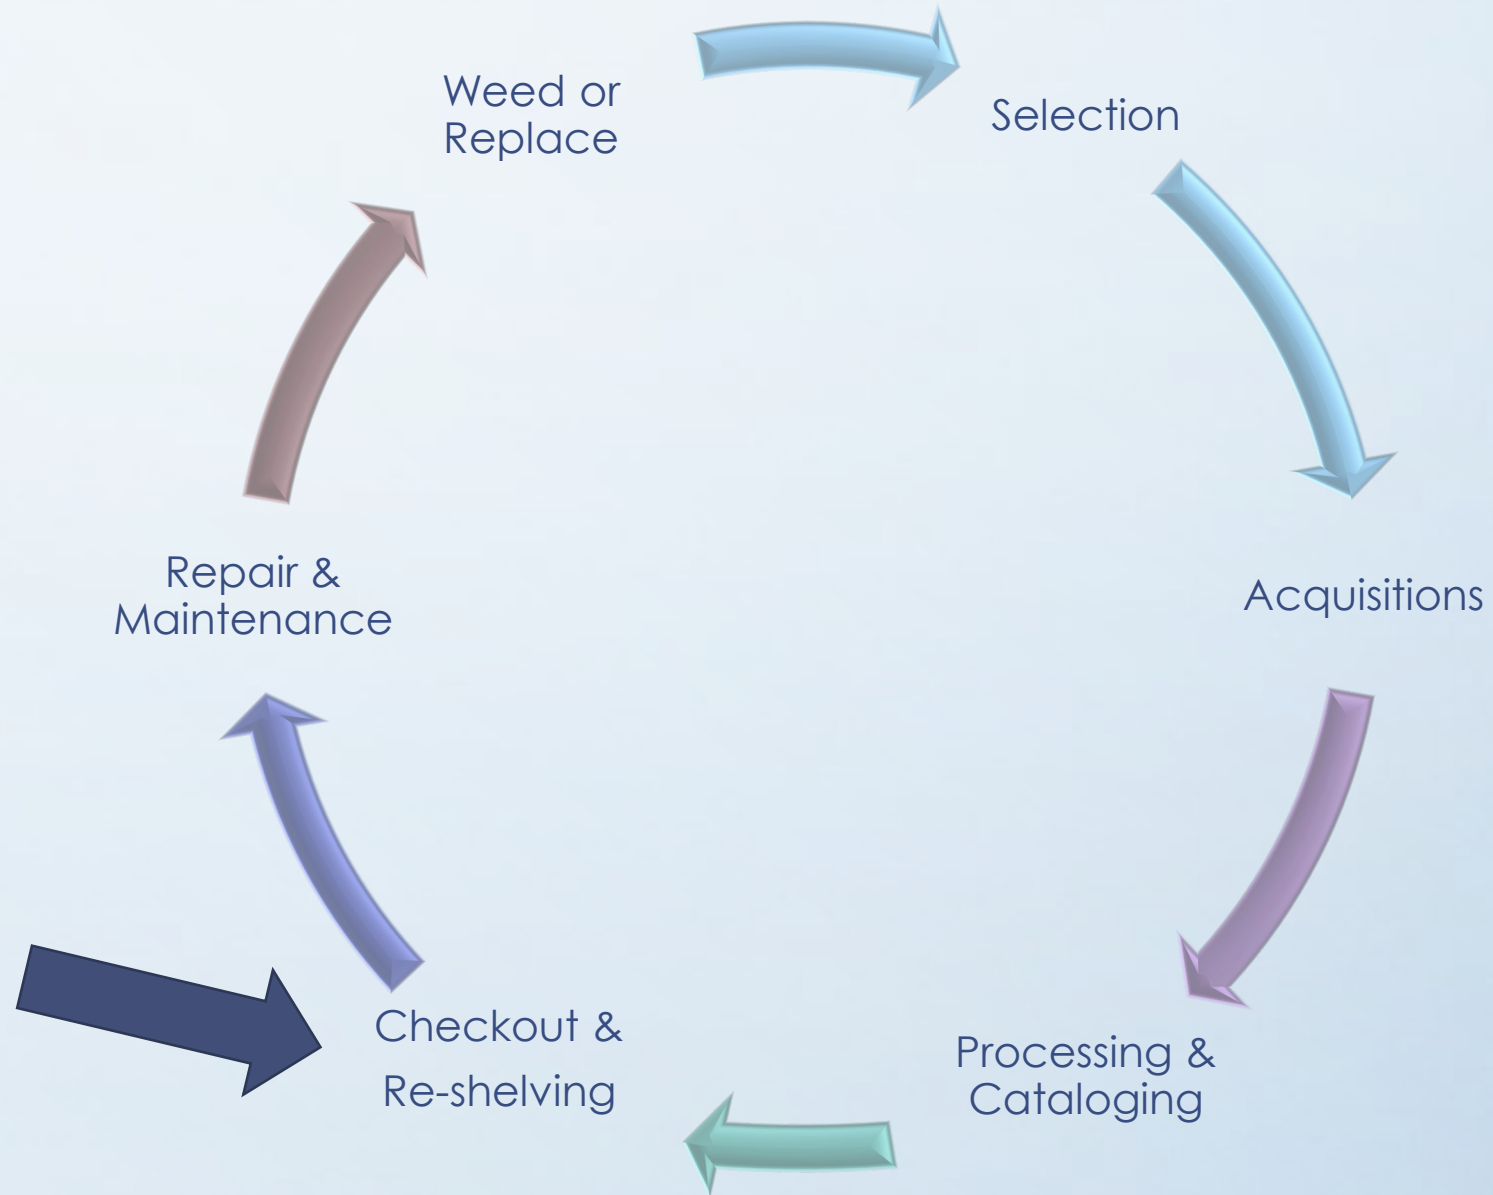 Weed or
Replace
Selection
Acquisitions
Processing &
Cataloging
Checkout &
Re-shelving
Repair &
Maintenance